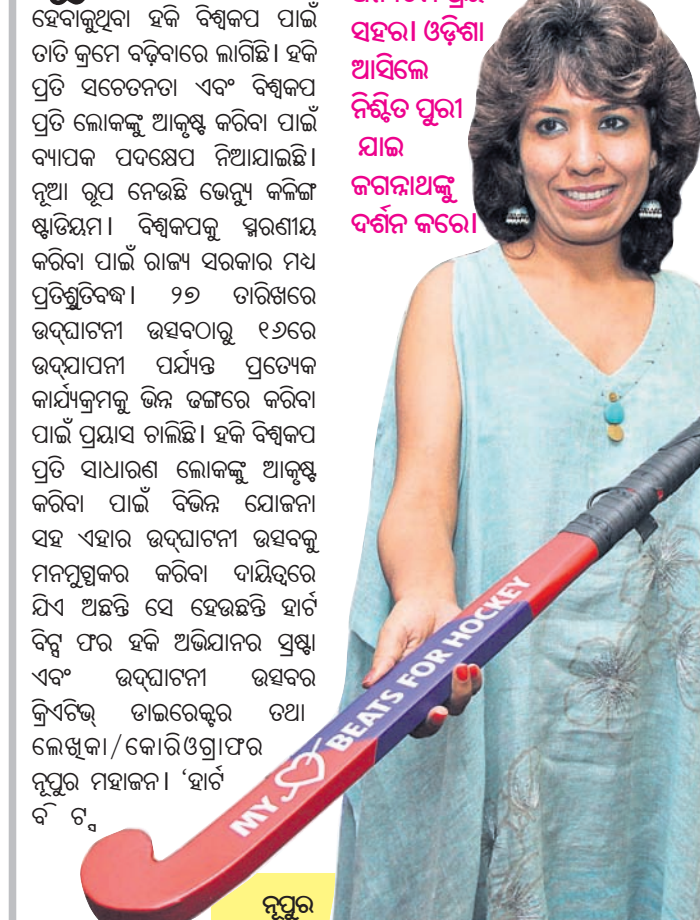 ହେବାକୁଥିବା ହକି ବିଶ୍ୱକପ ପାଇଁ
ତାତି କ୍ରମେ ବଢ଼ିବାରେ ଲାଗିଛି। ହକି
ପ୍ରତି ସଚେତନତା ଏବଂ ବିଶ୍ୱକପ
ପ୍ରତି ଲୋକଙ୍କୁ ଆକୃଷ୍ଟ କରିବା ପାଇଁ
ବ୍ୟାପକ ପଦକ୍ଷେପ ନିଆଯାଇଛି।
ନୂଆ ରୂପ ନେଉଛି ଭେନ୍ୟୁ କଳିଙ୍ଗ
ଷ୍ଟାଡିୟମ। ବିଶ୍ୱକପକୁ ସ୍ମରଣୀୟ
କରିବା ପାଇଁ ରାଜ୍ୟ ସରକାର ମଧ୍ୟ
ପ୍ରତିଶ୍ରୁତିବଦ୍ଧ। ୨୭ ତାରିଖରେ
ଉଦ୍‌ଘାଟନୀ ଉତ୍ସବଠାରୁ ୧୬ରେ
ଉଦ୍‌ଯାପନୀ ପର୍ଯ୍ୟନ୍ତ ପ୍ରତ୍ୟେକ
କାର୍ଯ୍ୟକ୍ରମକୁ ଭିନ୍ନ ଢଙ୍ଗରେ କରିବା
ପାଇଁ ପ୍ରୟାସ ଚାଲିଛି। ହକି ବିଶ୍ୱକପ
ପ୍ରତି ସାଧାରଣ ଲୋକଙ୍କୁ ଆକୃଷ୍ଟ
କରିବା ପାଇଁ ବିଭିନ୍ନ ଯୋଜନା
ସହ ଏହାର ଉଦ୍‌ଘାଟନୀ ଉତ୍ସବକୁ
ମନମୁଗ୍ଧକର କରିବା ଦାୟିତ୍ୱରେ
ଯିଏ ଅଛନ୍ତି ସେ ହେଉଛନ୍ତି ହାର୍ଟ
ବିଟ୍ସ ଫର ହକି ଅଭିଯାନର ସ୍ରଷ୍ଟା
ଏବଂ ଉଦ୍‌ଘାଟନୀ ଉତ୍ସବର
କ୍ରିଏଟିଭ୍ ଡାଇରେକ୍ଟର ତଥା
ଲେଖିକା/କୋରିଓଗ୍ରାଫର
ନୂପୁର ମହାଜନ। ‘ହାର୍ଟ
ବିଟ୍ସ
ସହର। ଓଡ଼ିଶା
ଆସିଲେ
ନିଶ୍ଚିତ ପୁରୀ
ଯାଇ
ଜଗନ୍ନାଥଙ୍କୁ
ଦର୍ଶନ କରେ।
MY BEATS FOR HOCKEY
ନୂପୁର